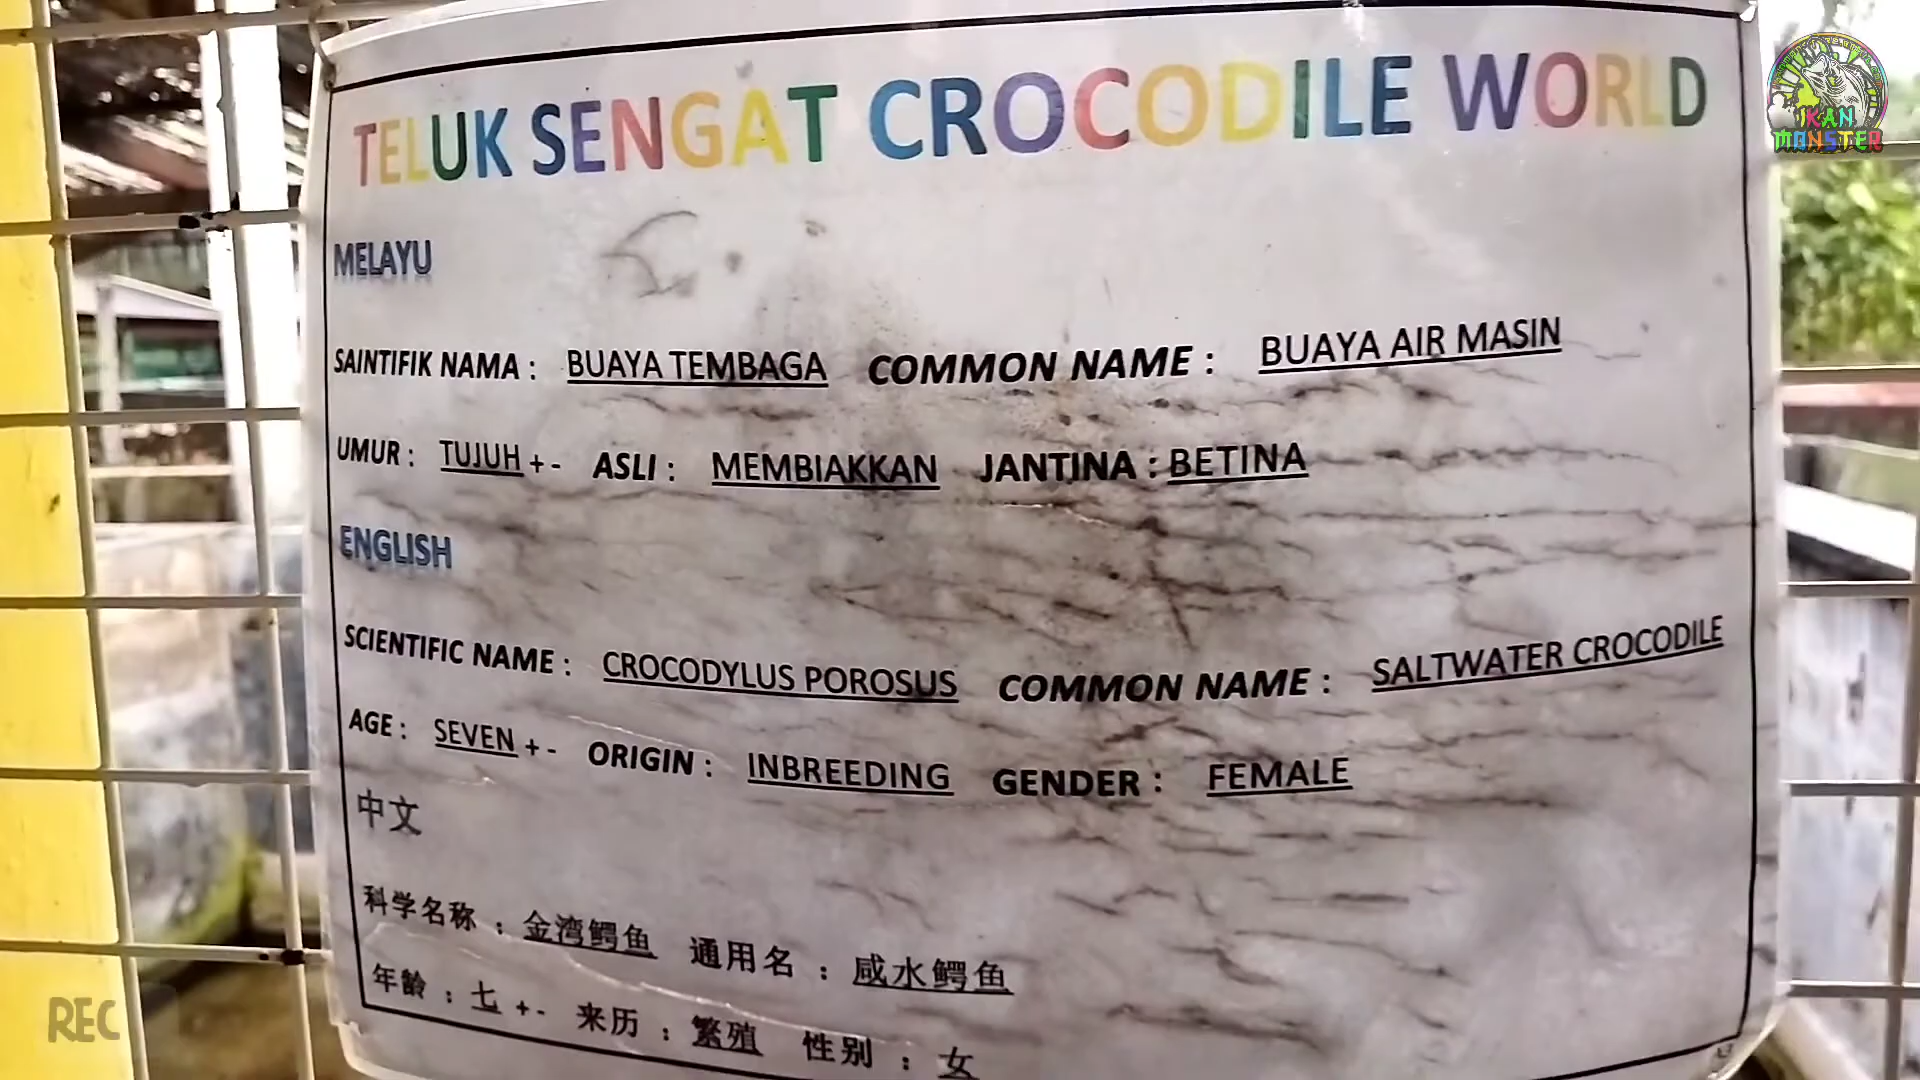 TELUK SENGAT CROCODILE WORLD
MELAYU
SAINTIFIK NAMA : BUAYA TEMBAGA COMMON NAME : BUAYA AIR MASIN
UMUR : TUJUH + - ASLI : MEMBIAKKAN JANTINA : BETINA
ENGLISH
SCIENTIFIC NAME : CROCODYLUS POROSUS COMMON NAME : SALTWATER CROCODILE
AGE : SEVEN + - ORIGIN : INBREEDING GENDER : FEMALE
中文
科学名称 : 金湾鳄鱼 通用名 : 咸水鳄鱼
年龄 : 七 + - 来历 : 繁殖 性别 : 女
IKAN
MANSTER
REC